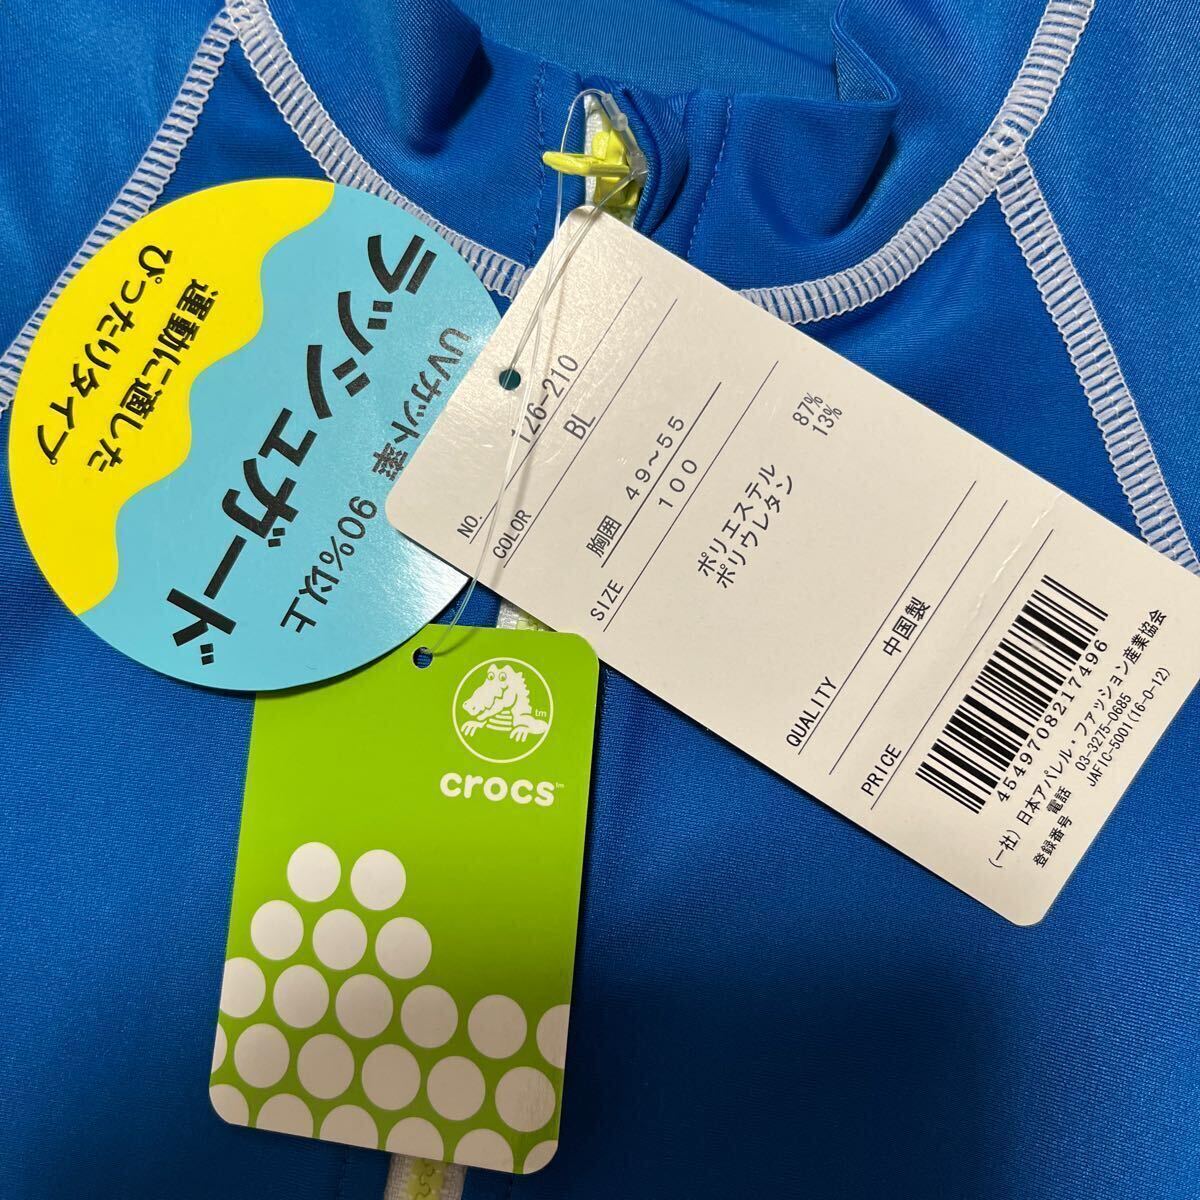 運動に適した
ぴったりタイプ
ラッシュガード
UVカット率 90%以上
NO. 126-210
COLOR BL
胸囲 49～55
SIZE 100
ポリエステル 87%
ポリウレタン 13%
QUALITY 中国製
PRICE
4549708217496
(一社)日本アパレル・ファッション産業協会
電話 03-3275-0685
登録番号 JAFIC-5001(16-0-12)
tm
crocs™